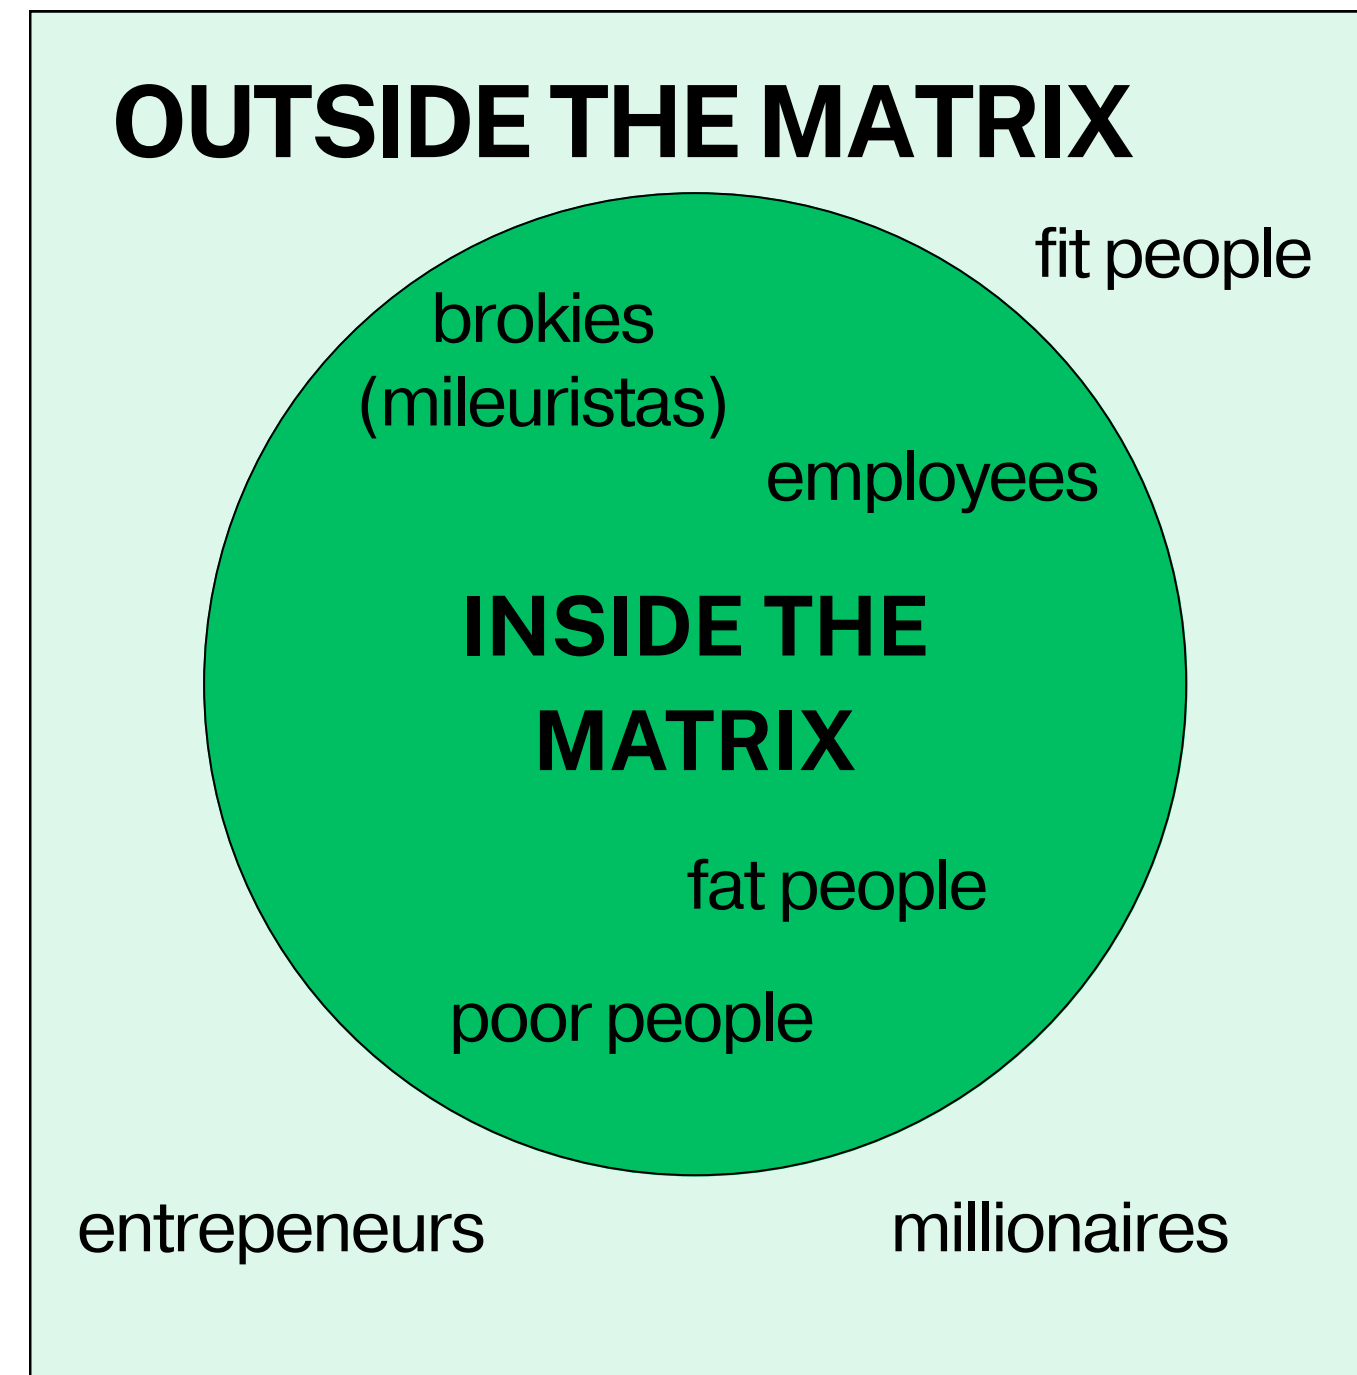 OUTSIDE THE MATRIX
fit people
brokies
(mileuristas)
employees
INSIDE THE
MATRIX
fat people
poor people
entrepeneurs
millionaires